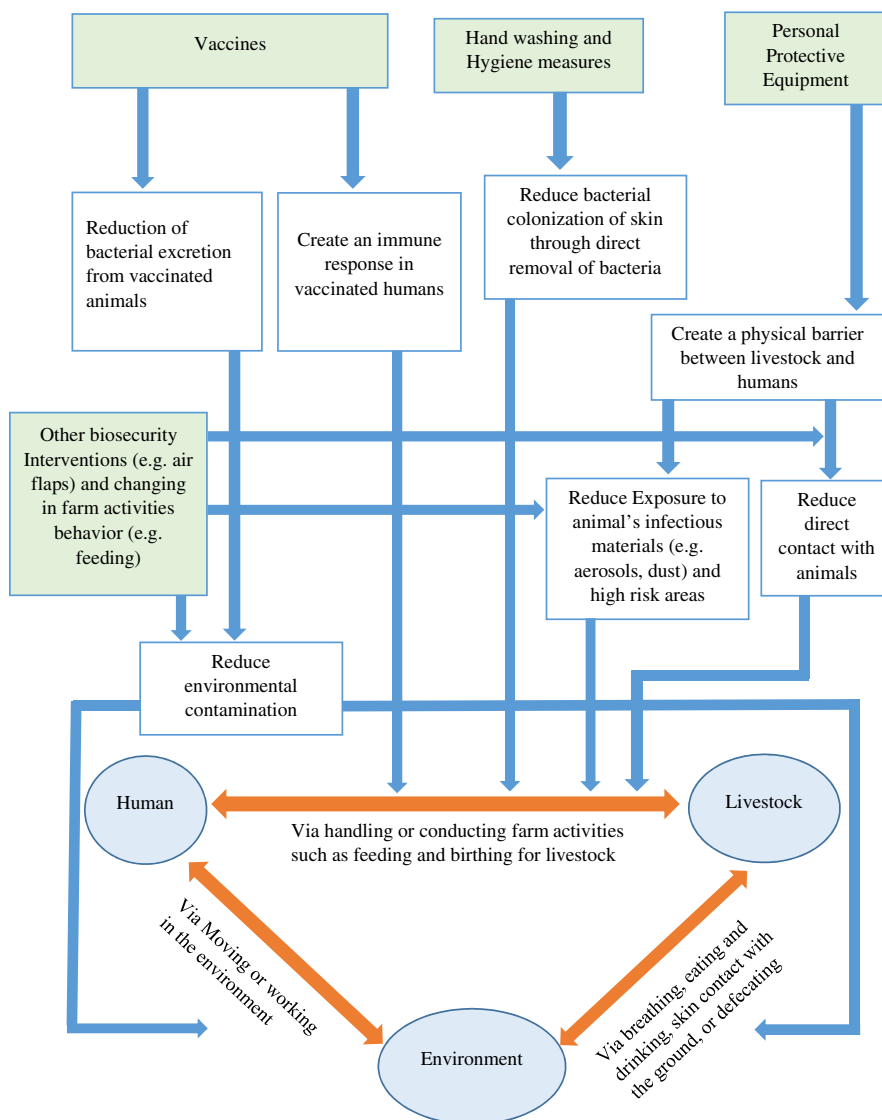 Vaccines
Hand washing and
Hygiene measures
Personal
Protective
Equipment
Reduction of
bacterial excretion
from vaccinated
animals
Create an immune
response in
vaccinated humans
Reduce bacterial
colonization of skin
through direct
removal of bacteria
Create a physical barrier
between livestock and
humans
Other biosecurity
Interventions (e.g. air
flaps) and changing
in farm activities
behavior (e.g.
feeding)
Reduce Exposure to
animal’s infectious
materials (e.g.
aerosols, dust) and
high risk areas
Reduce
direct
contact with
animals
Reduce
environmental
contamination
Human
Livestock
Via handling or conducting farm activities
such as feeding and birthing for livestock
Via Moving or working
in the environment
Via breathing, eating and
drinking, skin contact with
the ground, or defecating
Environment